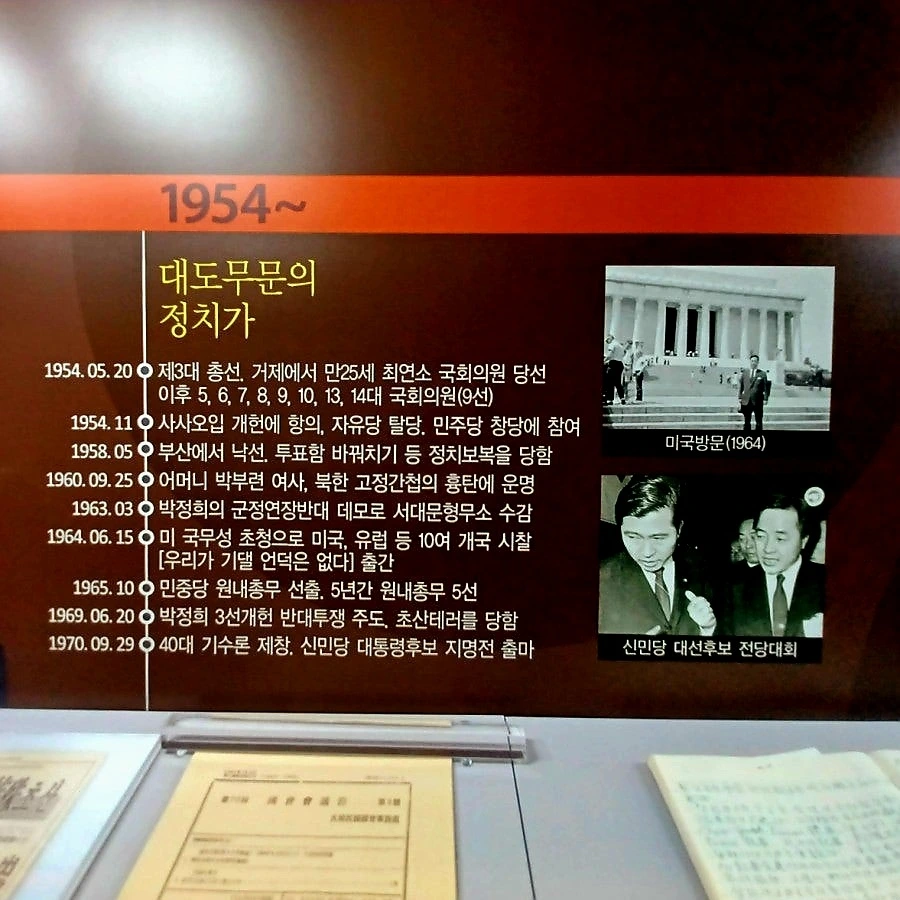 1954~
대도무문의
정치가
1954. 05. 20 제3대 총선, 거제에서 만25세 최연소 국회의원 당선
이후 5, 6, 7, 8, 9, 10, 13, 14대 국회의원(9선)
1954. 11 사사오입 개헌에 항의, 자유당 탈당. 민주당 창당에 참여
1958. 05 부산에서 낙선. 투표함 바꿔치기 등 정치보복을 당함
1960. 09. 25 어머니 박부련 여사, 북한 고정간첩의 흉탄에 운명
1963. 03 박정희의 군정연장반대 데모로 서대문형무소 수감
1964. 06. 15 미 국무성 초청으로 미국, 유럽 등 10여 개국 시찰
[우리가 기댈 언덕은 없다] 출간
1965. 10 민중당 원내총무 선출. 5년간 원내총무 5선
1969. 06. 20 박정희 3선개헌 반대투쟁 주도. 초산테러를 당함
1970. 09. 29 40대 기수론 제창. 신민당 대통령후보 지명전 출마
미국방문(1964)
신민당 대선후보 전당대회